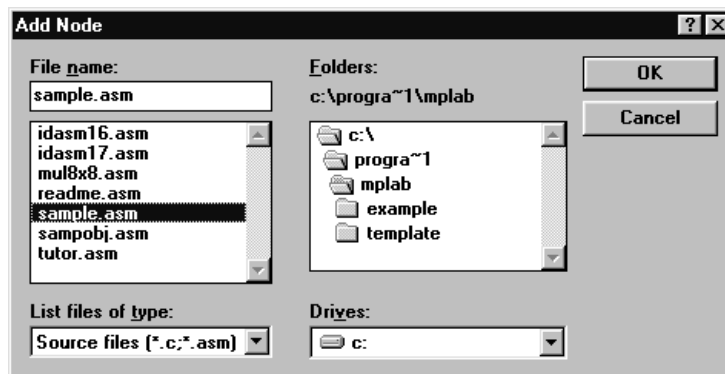 Add Node
File name:
sample.asm
idasm16.asm
idasm17.asm
mul8x8.asm
readme.asm
sample.asm
sampobj.asm
tutor.asm
List files of type:
Source files (*.c;*.asm)
Folders:
c:\progra~1\mplab
c:\
progra~1
mplab
example
template
Drives:
c:
OK
Cancel